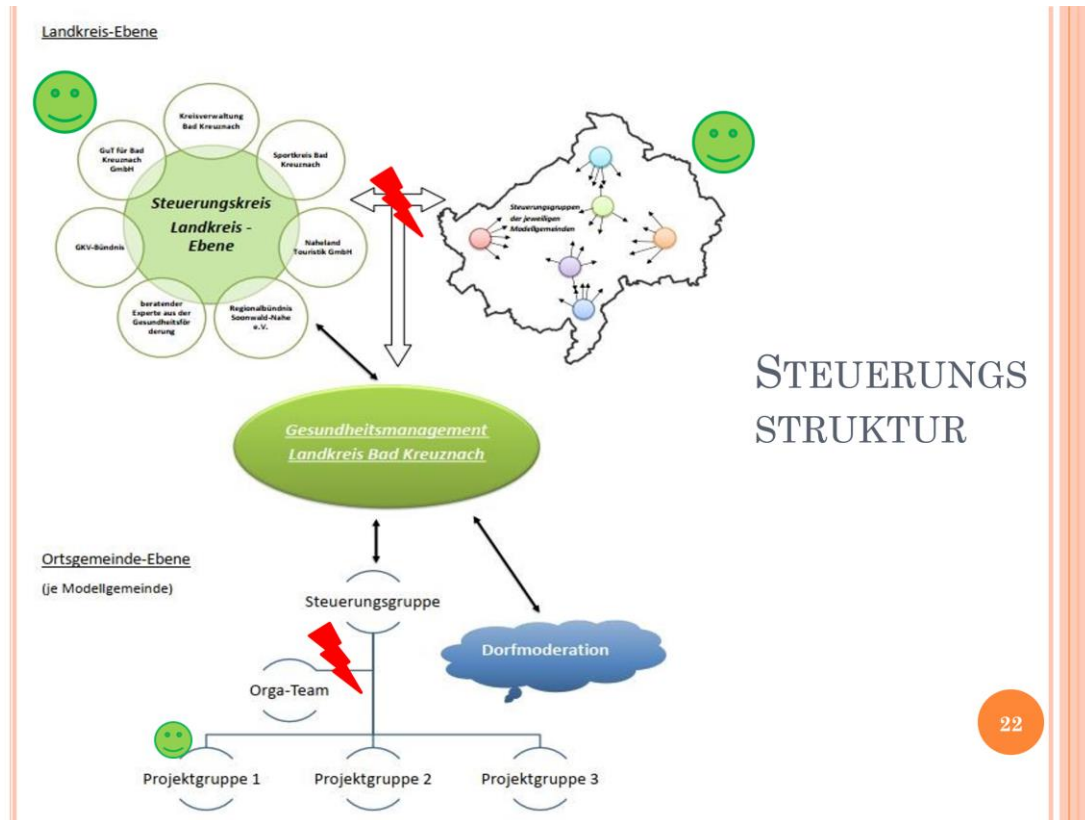 Landkreis-Ebene
Kreisverwaltung
Bad Kreuznach
GuT für Bad
Kreuznach
GmbH
Sportkreis Bad
Kreuznach
Steuerungskreis
Landkreis -
Ebene
GKV-Bündnis
Naheland
Touristik GmbH
beratender
Experte aus der
Gesundheitsför
derung
Regionalbündnis
Soonwald-Nahe
e.V.
Steuerungsgruppen
der jeweiligen
Modellgemeinden
STEUERUNGS
STRUKTUR
Gesundheitsmanagement
Landkreis Bad Kreuznach
Ortsgemeinde-Ebene
(je Modellgemeinde)
Steuerungsgruppe
Dorfmoderation
Orga-Team
Projektgruppe 1
Projektgruppe 2
Projektgruppe 3
22